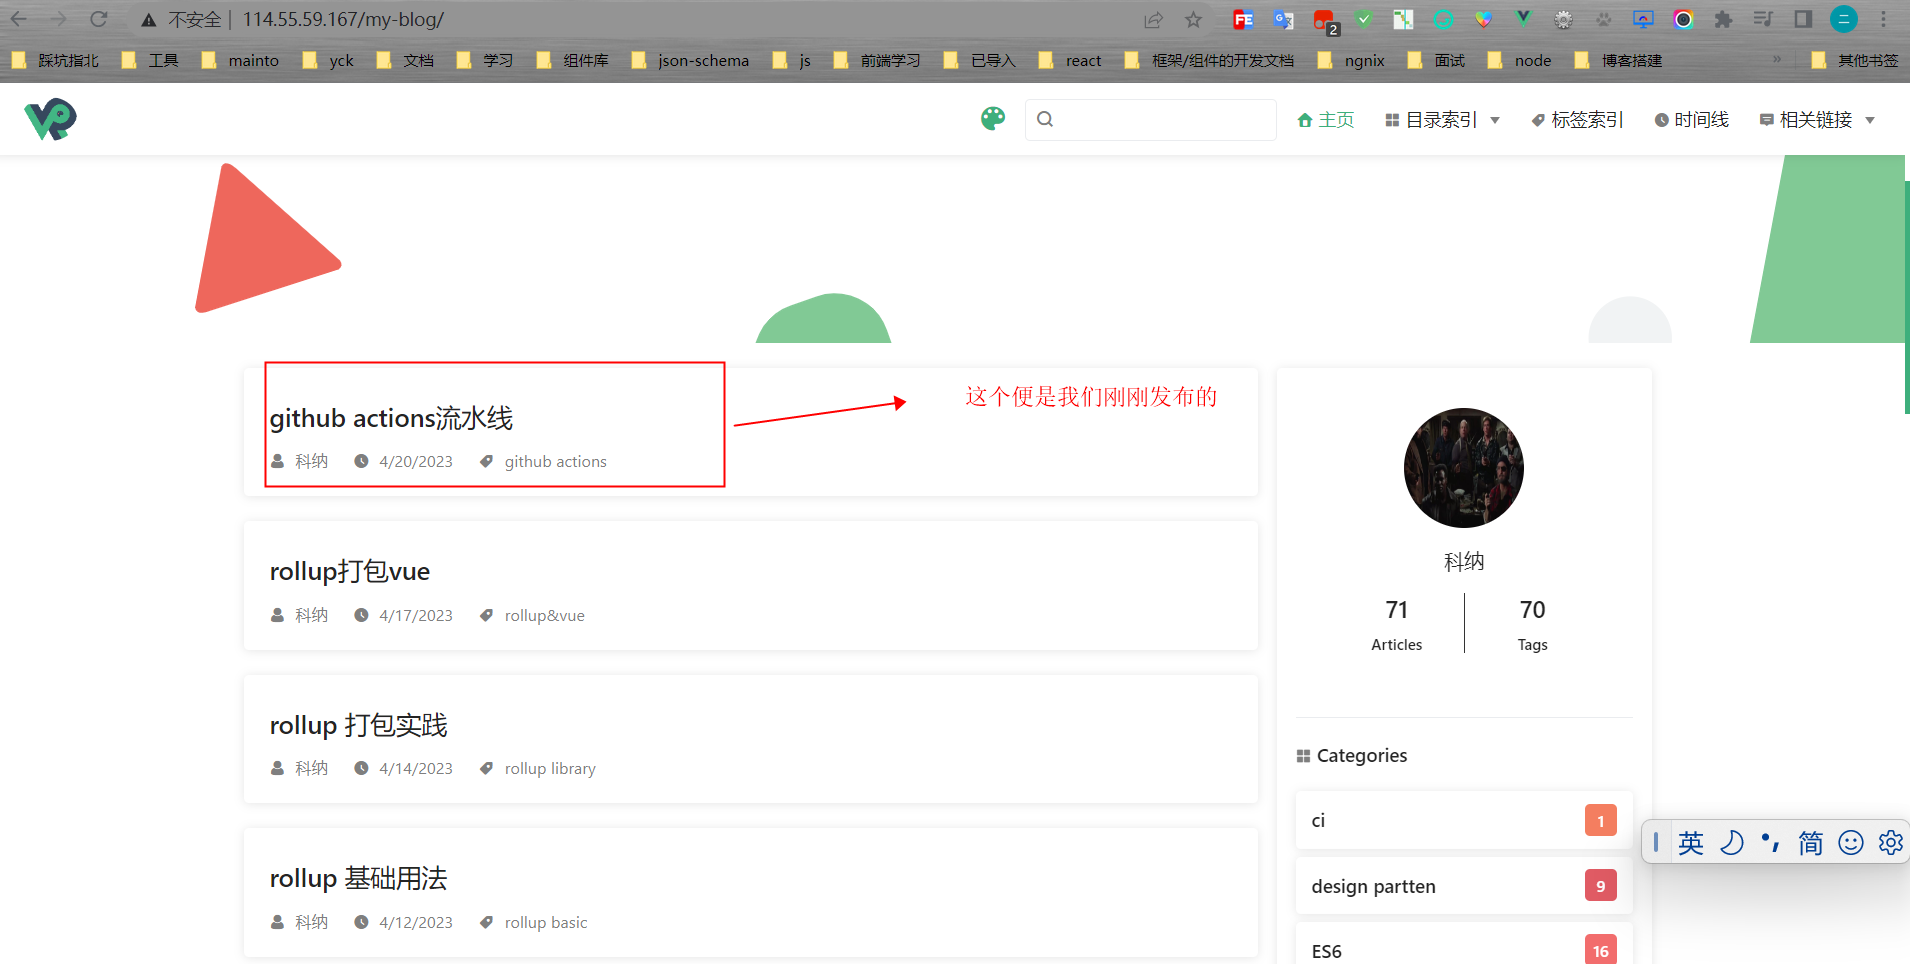 不安全 | 114.55.59.167/my-blog/
2
踩坑指北 工具 mainto yck 文档 学习 组件库 json-schema js 前端学习 已导入 react 框架/组件的开发文档 ngnix 面试 node 博客搭建 » 其他书签
主页 目录索引 标签索引 时间线 相关链接
github actions流水线
科纳 4/20/2023 github actions
这个便是我们刚刚发布的
rollup打包vue
科纳 4/17/2023 rollup&vue
rollup 打包实践
科纳 4/14/2023 rollup library
rollup 基础用法
科纳 4/12/2023 rollup basic
科纳
71 70
Articles Tags
Categories
ci 1
design partten 9
ES6 16
英 简